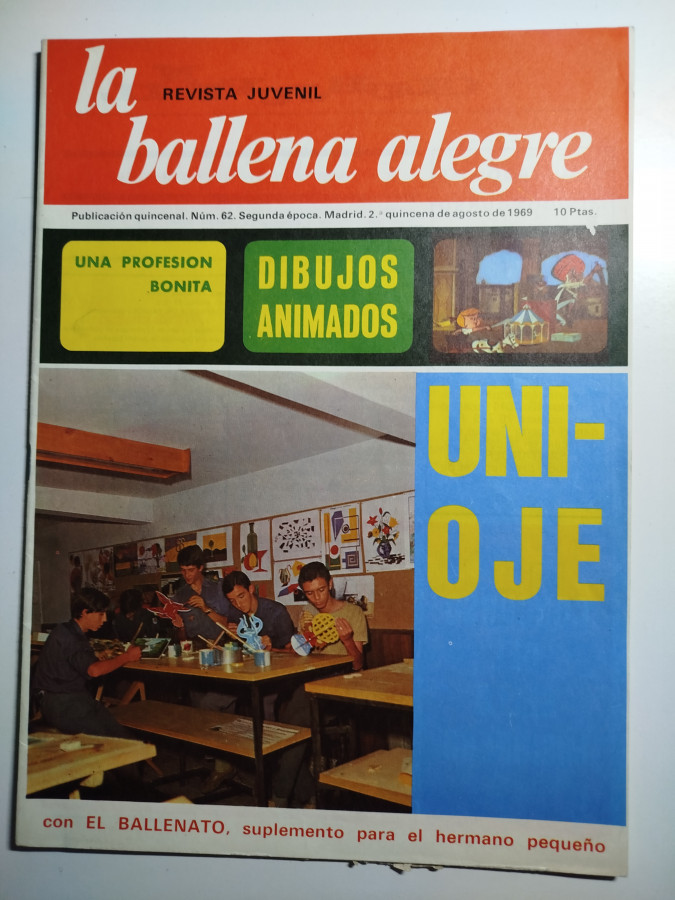 la
REVISTA JUVENIL
ballena alegre
Publicación quincenal. Núm. 62. Segunda época. Madrid. 2.ª quincena de agosto de 1969 10 Ptas.
UNA PROFESION
BONITA
DIBUJOS
ANIMADOS
UNI-
OJE
con EL BALLENATO, suplemento para el hermano pequeño